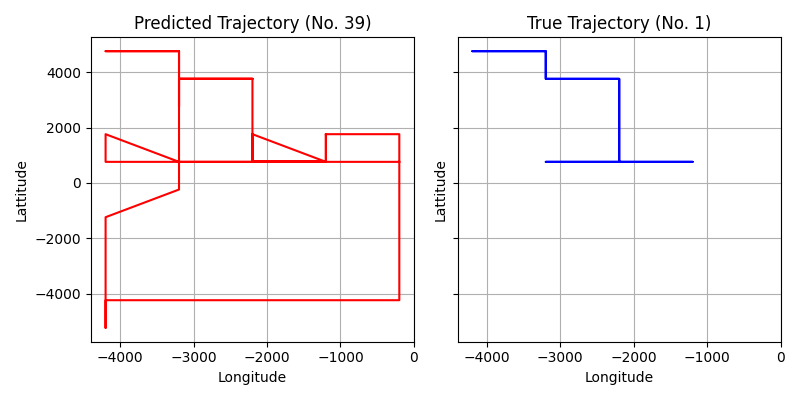 Predicted Trajectory (No. 39)
True Trajectory (No. 1)
Lattitude
4000
2000
0
−2000
−4000
−4000 −3000 −2000 −1000 0
Longitude
Lattitude
−4000 −3000 −2000 −1000 0
Longitude